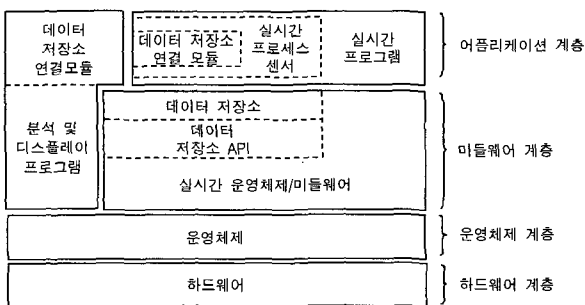 데이터
저장소
연결모듈
데이터 저장소
연결 모듈
실시간
프로세스
센서
실시간
프로그램
어플리케이션 계층
분석 및
디스플레이
프로그램
데이터 저장소
데이터
저장소 API
실시간 운영체제/미들웨어
미들웨어 계층
운영체제
운영체제 계층
하드웨어
하드웨어 계층